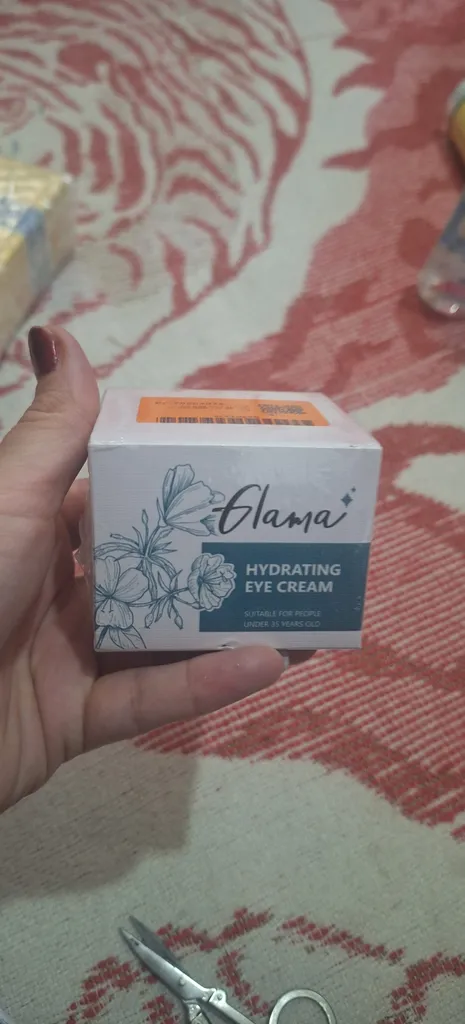 Glama
HYDRATING
EYE CREAM
SUITABLE FOR PEOPLE
UNDER 35 YEARS OLD